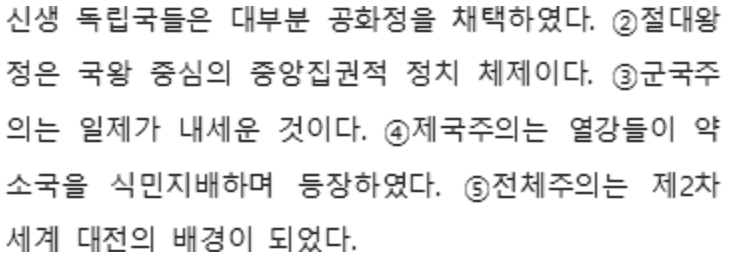 신생 독립국들은 대부분 공화정을 채택하였다. ②절대왕
정은 국왕 중심의 중앙집권적 정치 체제이다. ③군국주
의는 일제가 내세운 것이다. ④제국주의는 열강들이 약
소국을 식민지배하며 등장하였다. ⑤전체주의는 제2차
세계 대전의 배경이 되었다.